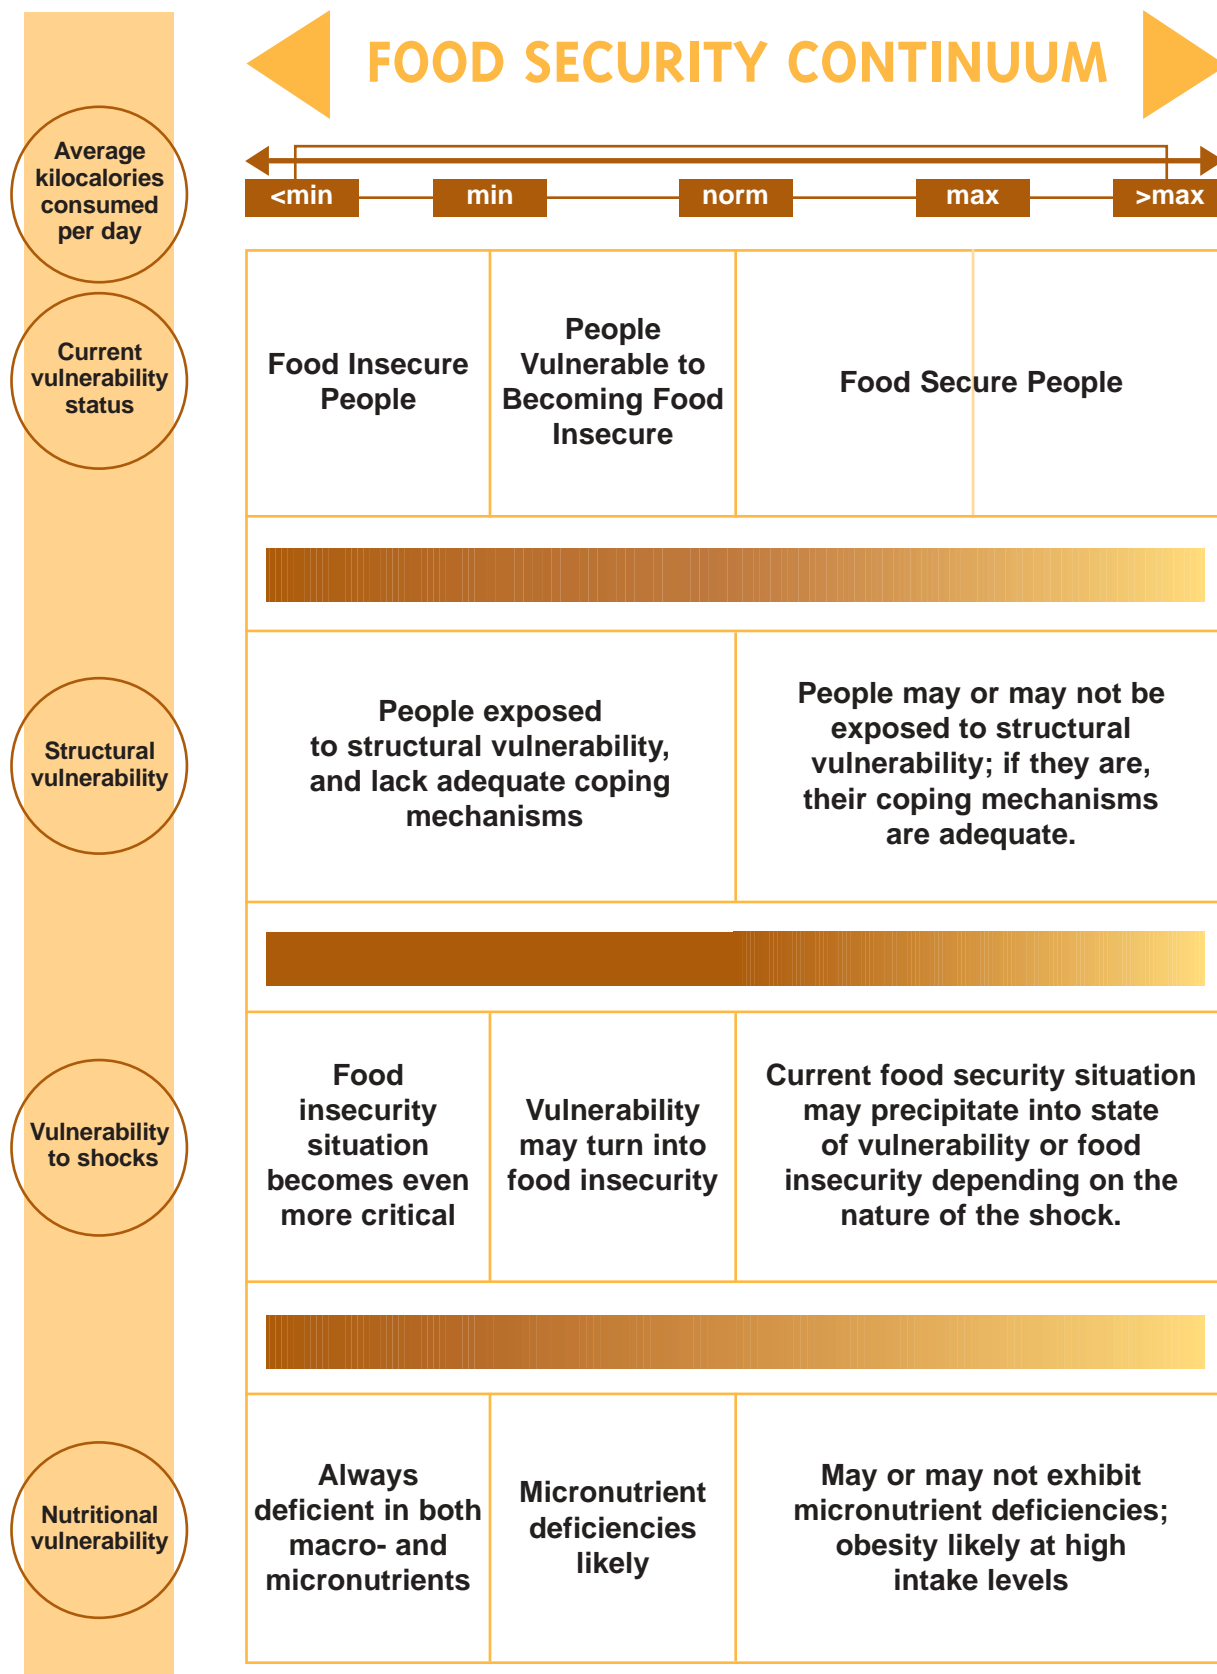 FOOD SECURITY CONTINUUM
Average
kilocalories
consumed
per day
<min
min
norm
max
>max
Current
vulnerability
status
Food Insecure
People
People
Vulnerable to
Becoming Food
Insecure
Food Secure People
Structural
vulnerability
People exposed
to structural vulnerability,
and lack adequate coping
mechanisms
People may or may not be
exposed to structural
vulnerability; if they are,
their coping mechanisms
are adequate.
Vulnerability
to shocks
Food
insecurity
situation
becomes even
more critical
Vulnerability
may turn into
food insecurity
Current food security situation
may precipitate into state
of vulnerability or food
insecurity depending on the
nature of the shock.
Nutritional
vulnerability
Always
deficient in both
macro- and
micronutrients
Micronutrient
deficiencies
likely
May or may not exhibit
micronutrient deficiencies;
obesity likely at high
intake levels